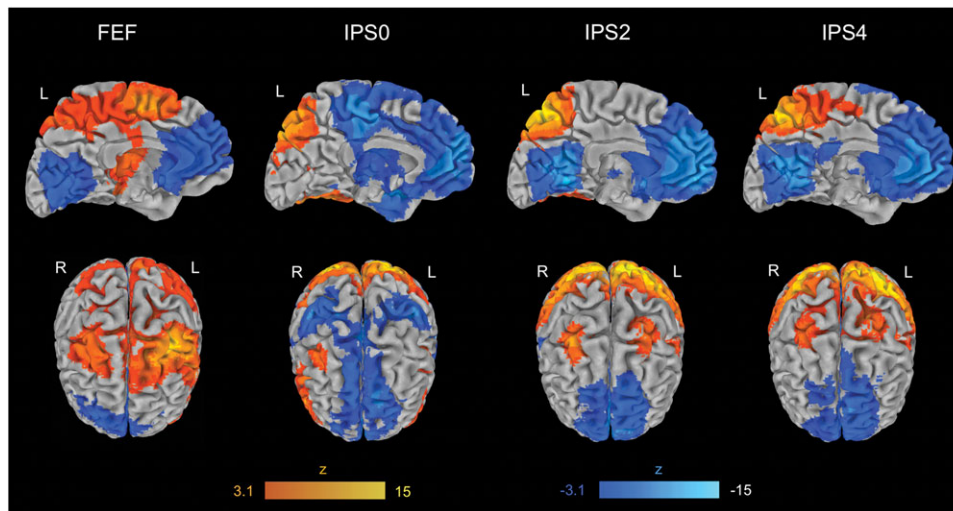 FEF IPS0 IPS2 IPS4
L L L L
R L R L R L R L
z z
3.1 15 -3.1 -15